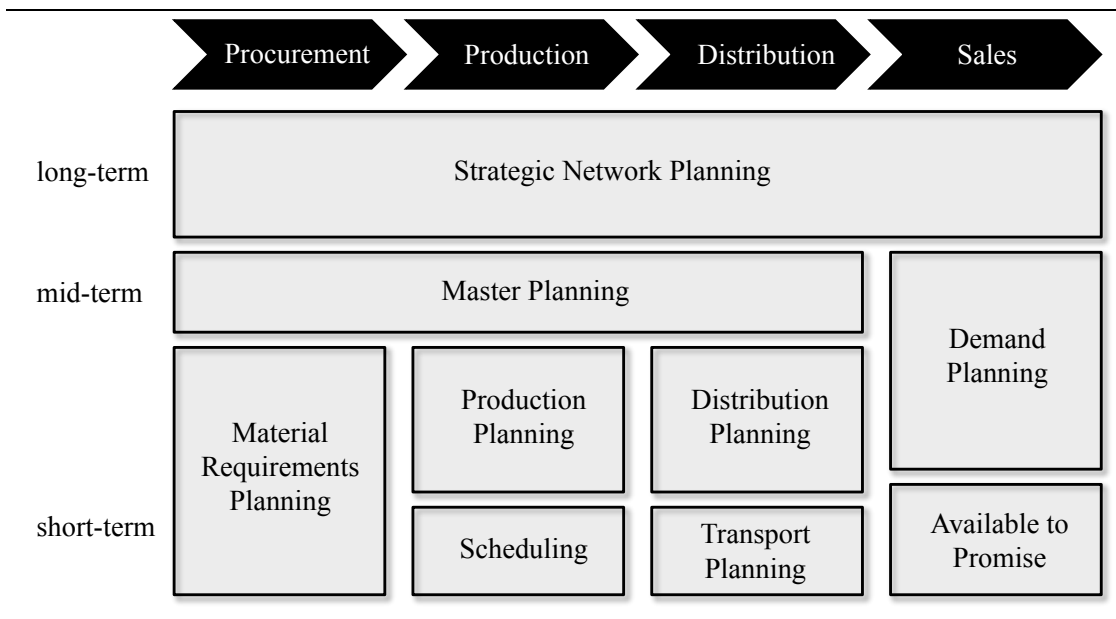 Procurement
Production
Distribution
Sales
long-term
Strategic Network Planning
mid-term
Master Planning
Demand
Planning
Material
Requirements
Planning
Production
Planning
Distribution
Planning
short-term
Scheduling
Transport
Planning
Available to
Promise